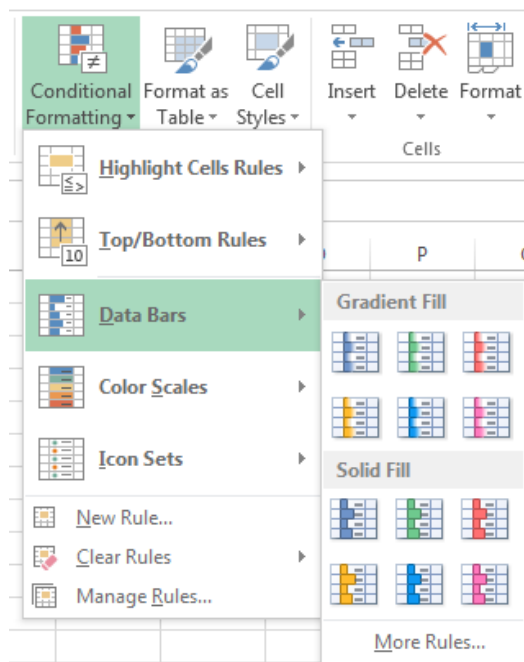 Conditional Format as Cell Insert Delete Format
Formatting Table Styles
Cells
≠
Highlight Cells Rules
≤>
Top/Bottom Rules
10
P
Data Bars
Gradient Fill
Color Scales
Icon Sets
Solid Fill
New Rule...
Clear Rules
Manage Rules...
More Rules...